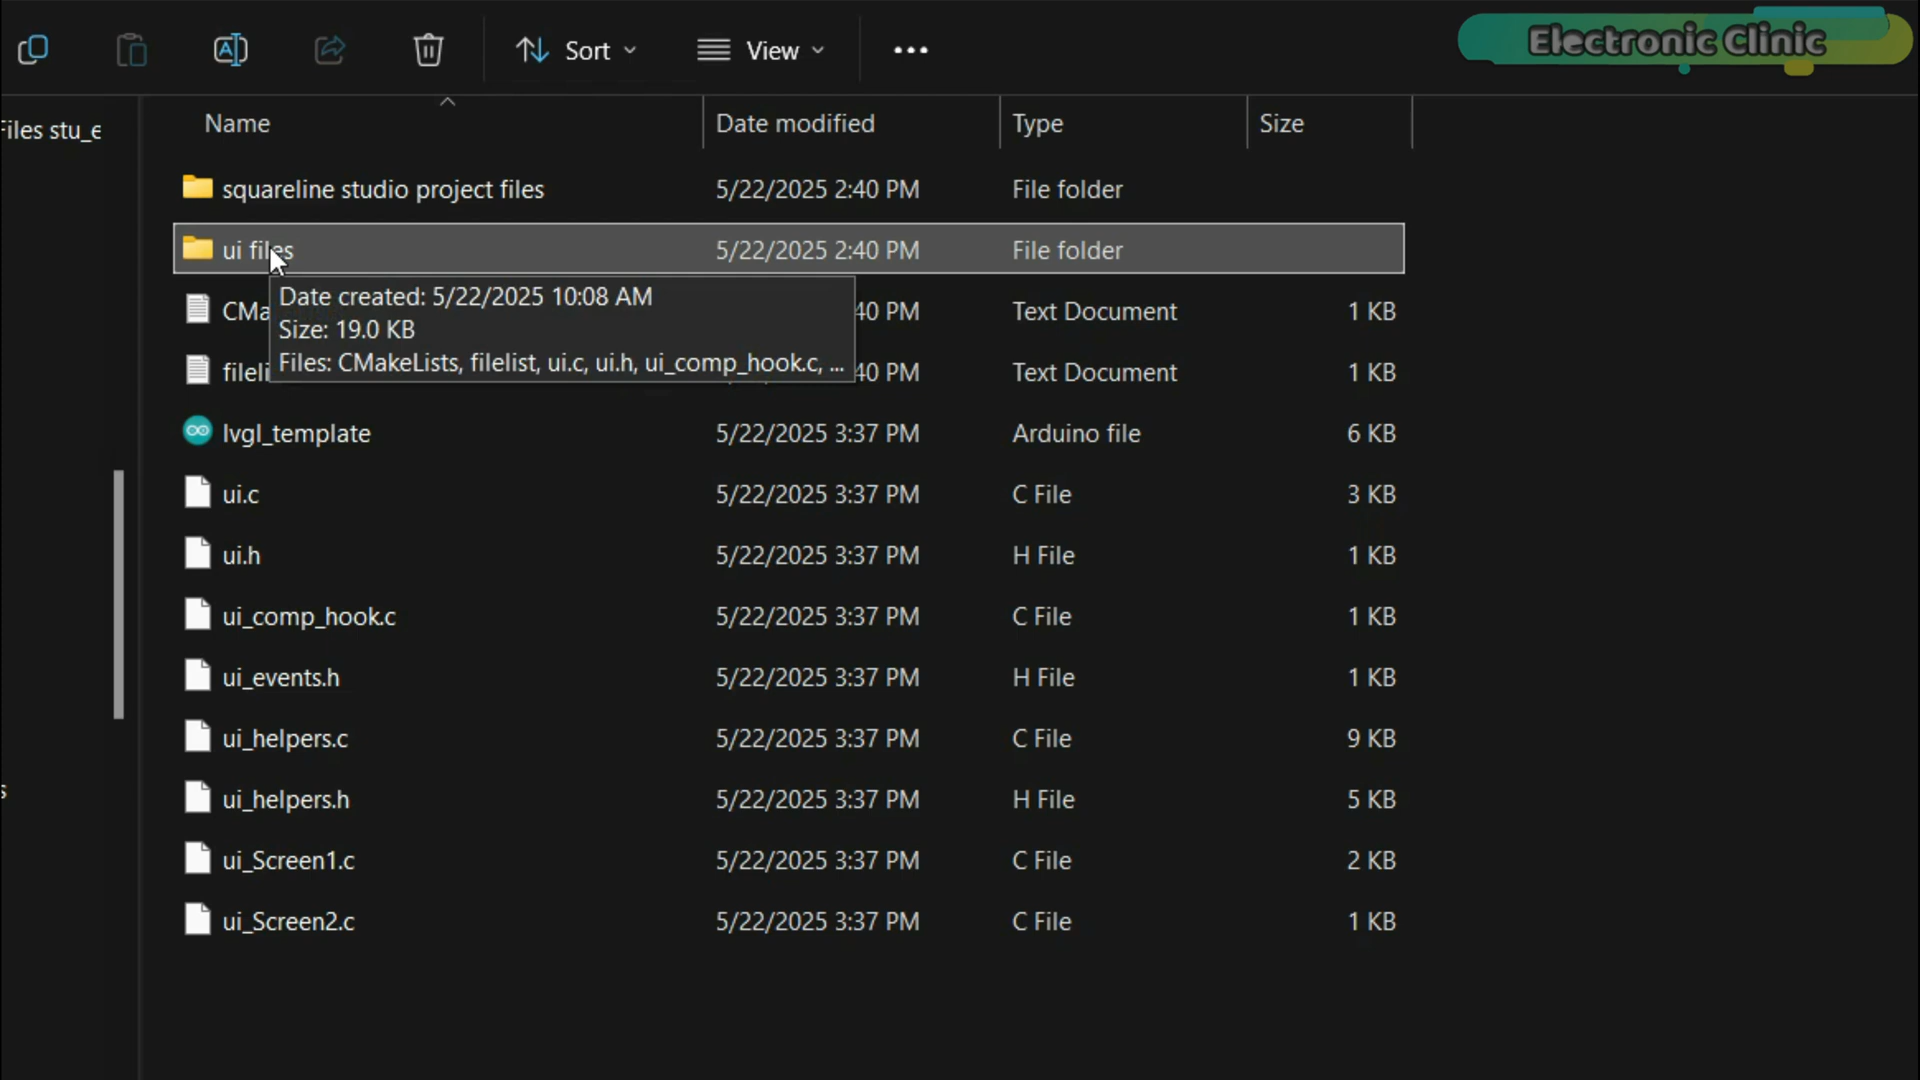 Sort
View
Electronic Clinic
Files stu_e
Name Date modified Type Size
squareline studio project files 5/22/2025 2:40 PM File folder
ui files 5/22/2025 2:40 PM File folder
Date created: 5/22/2025 10:08 AM
Size: 19.0 KB
Files: CMakeLists, filelist, ui.c, ui.h, ui_comp_hook.c, ...
CMa 40 PM Text Document 1 KB
fileli 40 PM Text Document 1 KB
lvgl_template 5/22/2025 3:37 PM Arduino file 6 KB
ui.c 5/22/2025 3:37 PM C File 3 KB
ui.h 5/22/2025 3:37 PM H File 1 KB
ui_comp_hook.c 5/22/2025 3:37 PM C File 1 KB
ui_events.h 5/22/2025 3:37 PM H File 1 KB
ui_helpers.c 5/22/2025 3:37 PM C File 9 KB
s
ui_helpers.h 5/22/2025 3:37 PM H File 5 KB
ui_Screen1.c 5/22/2025 3:37 PM C File 2 KB
ui_Screen2.c 5/22/2025 3:37 PM C File 1 KB